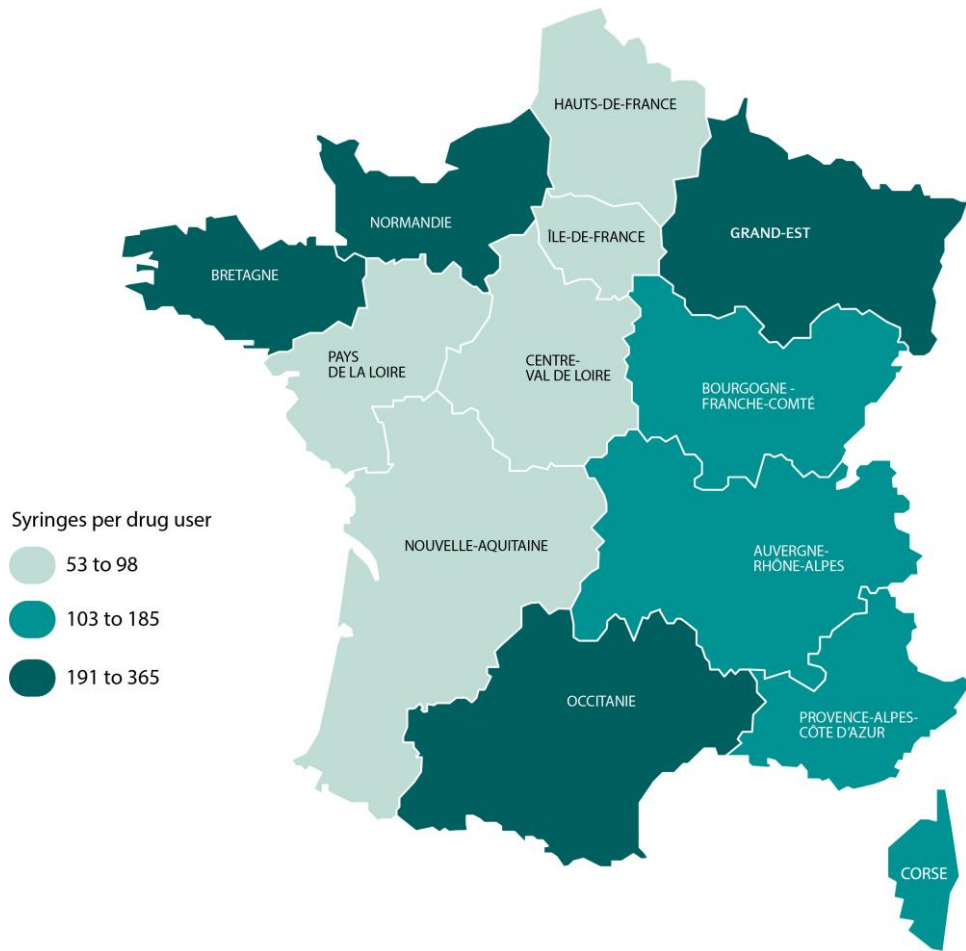 HAUTS-DE-FRANCE
NORMANDIE
ÎLE-DE-FRANCE
GRAND-EST
BRETAGNE
PAYS
DE LA LOIRE
CENTRE-
VAL DE LOIRE
BOURGOGNE -
FRANCHE-COMTÉ
Syringes per drug user
53 to 98
103 to 185
191 to 365
NOUVELLE-AQUITAINE
AUVERGNE-
RHÔNE-ALPES
OCCITANIE
PROVENCE-ALPES-
CÔTE D'AZUR
CORSE